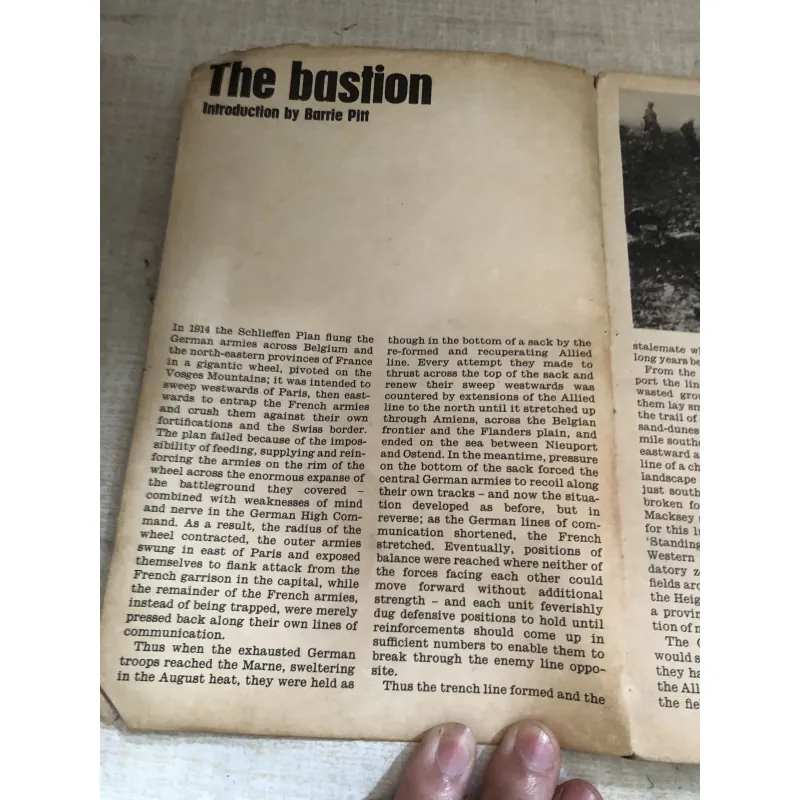 The bastion
Introduction by Barrie Pitt
In 1914 the Schlieffen Plan flung the
German armies across Belgium and
the north-eastern provinces of France
in a gigantic wheel, pivoted on the
Vosges Mountains; it was intended to
sweep westwards of Paris, then east-
wards to entrap the French armies
and crush them against their own
fortifications and the Swiss border.
The plan failed because of the impos-
sibility of feeding, supplying and rein-
forcing the armies on the rim of the
wheel across the enormous expanse of
the battleground they covered –
combined with weaknesses of mind
and nerve in the German High Com-
mand. As a result, the radius of the
wheel contracted, the outer armies
swung in east of Paris and exposed
themselves to flank attack from the
French garrison in the capital, while
the remainder of the French armies,
instead of being trapped, were merely
pressed back along their own lines of
communication.
Thus when the exhausted German
troops reached the Marne, sweltering
in the August heat, they were held as
though in the bottom of a sack by the
re-formed and recuperating Allied
line. Every attempt they made to
thrust across the top of the sack and
renew their sweep westwards was
countered by extensions of the Allied
line to the north until it stretched up
through Amiens, across the Belgian
frontier and the Flanders plain, and
ended on the sea between Nieuport
and Ostend. In the meantime, pressure
on the bottom of the sack forced the
central German armies to recoil along
their own tracks – and now the situa-
tion developed as before, but in
reverse; as the German lines of com-
munication shortened, the French
stretched. Eventually, positions of
balance were reached where neither of
the forces facing each other could
move forward without additional
strength – and each unit feverishly
dug defensive positions to hold until
reinforcements should come up in
sufficient numbers to enable them to
break through the enemy line oppo-
site.
Thus the trench line formed and the
stalemate
long years
From the
port the
wasted
them lay
the trail of
sand-dunes
mile
eastward
line of a
landscape
just
broken
Macksey
for this
'Standing
Western
datory
fields
the
a
tion of
The
would
they
the
the